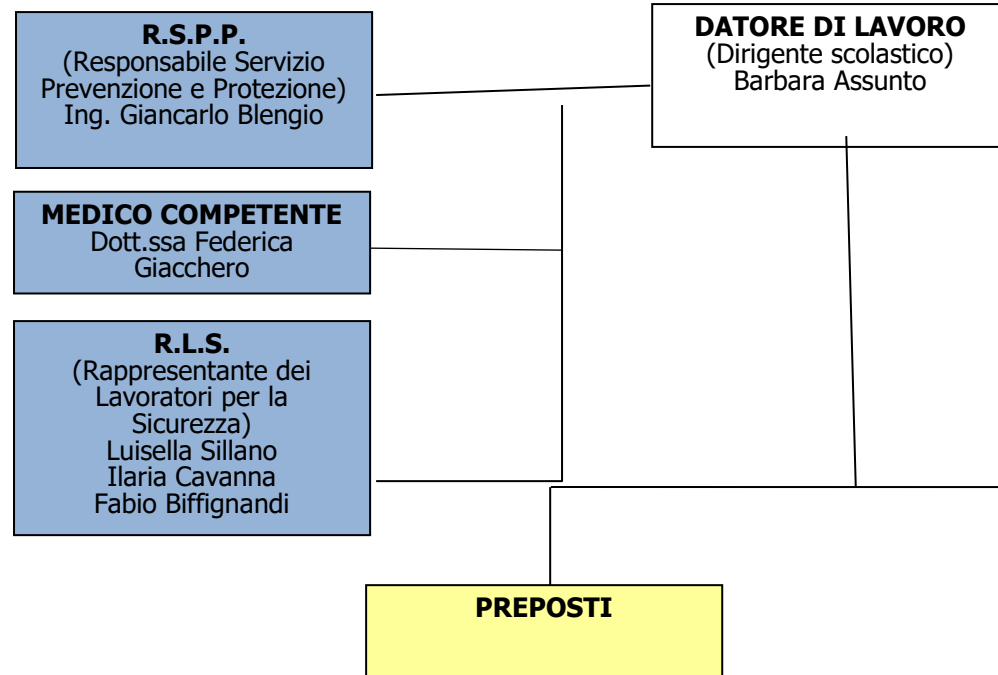 R.S.P.P.
(Responsabile Servizio
Prevenzione e Protezione)
Ing. Giancarlo Blengio
DATORE DI LAVORO
(Dirigente scolastico)
Barbara Assunto
MEDICO COMPETENTE
Dott.ssa Federica
Giacchero
R.L.S.
(Rappresentante dei
Lavoratori per la
Sicurezza)
Luisella Sillano
Ilaria Cavanna
Fabio Biffignandi
PREPOSTI